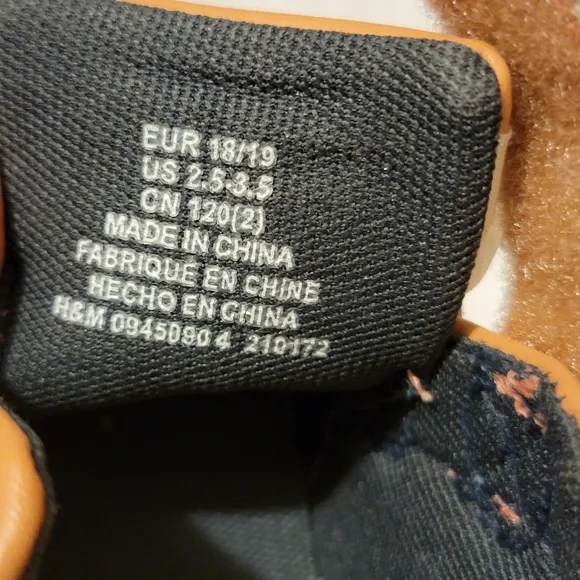 EUR 18/19
US 2.5-3.5
CN 120(2)
MADE IN CHINA
FABRIQUE EN CHINE
HECHO EN CHINA
H&M 0945090 4 210172